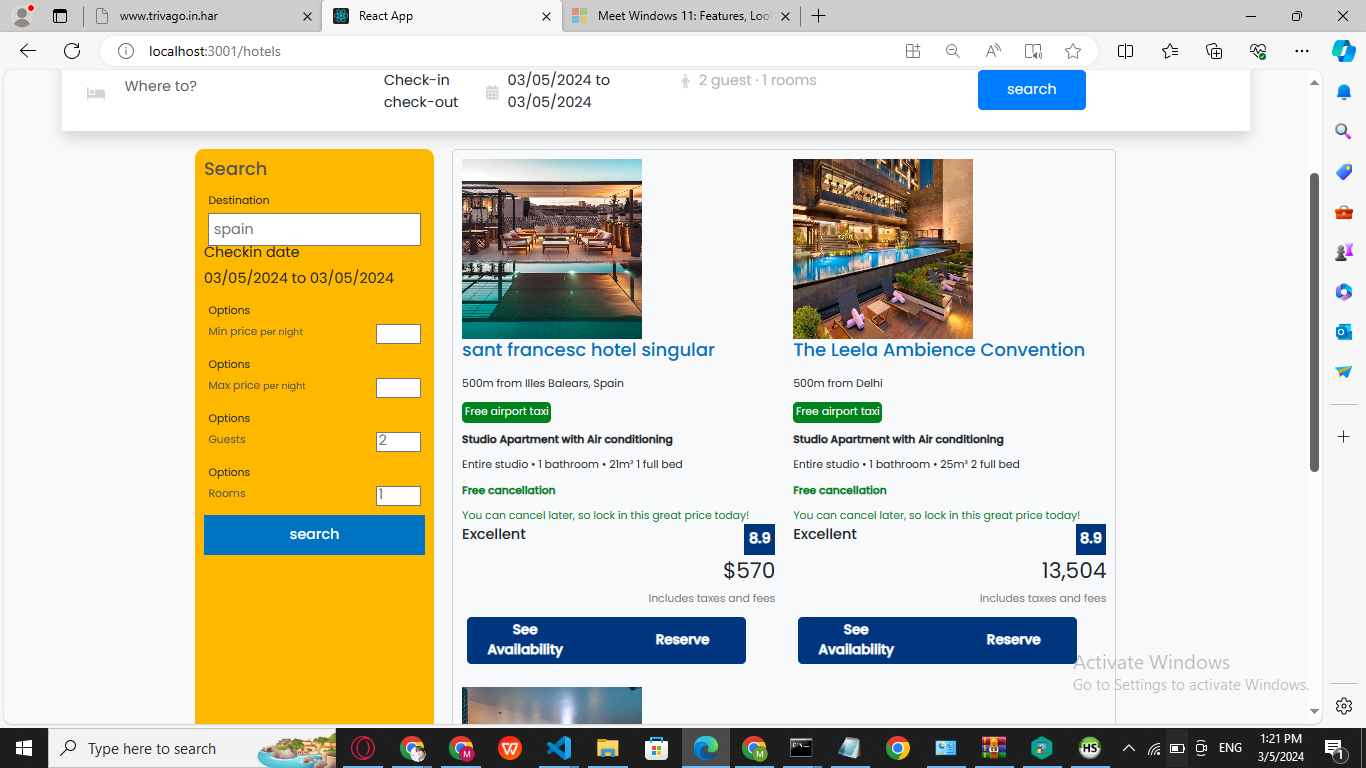 www.trivago.in.har
React App
Meet Windows 11: Features, Loo
localhost:3001/hotels
Where to?
Check-in
check-out
03/05/2024 to
03/05/2024
2 guest · 1 rooms
search
Search
Destination
spain
Checkin date
03/05/2024 to 03/05/2024
Options
Min price per night
Options
Max price per night
Options
Guests
2
Options
Rooms
1
search
sant francesc hotel singular
500m from Illes Balears, Spain
Free airport taxi
Studio Apartment with Air conditioning
Entire studio • 1 bathroom • 21m² 1 full bed
Free cancellation
You can cancel later, so lock in this great price today!
Excellent
8.9
$570
Includes taxes and fees
See
Availability
Reserve
The Leela Ambience Convention
500m from Delhi
Free airport taxi
Studio Apartment with Air conditioning
Entire studio • 1 bathroom • 25m² 2 full bed
Free cancellation
You can cancel later, so lock in this great price today!
Excellent
8.9
13,504
Includes taxes and fees
See
Availability
Reserve
Activate Windows
Go to Settings to activate Windows.
Type here to search
M
M
HS
ENG
1:21 PM
3/5/2024
1